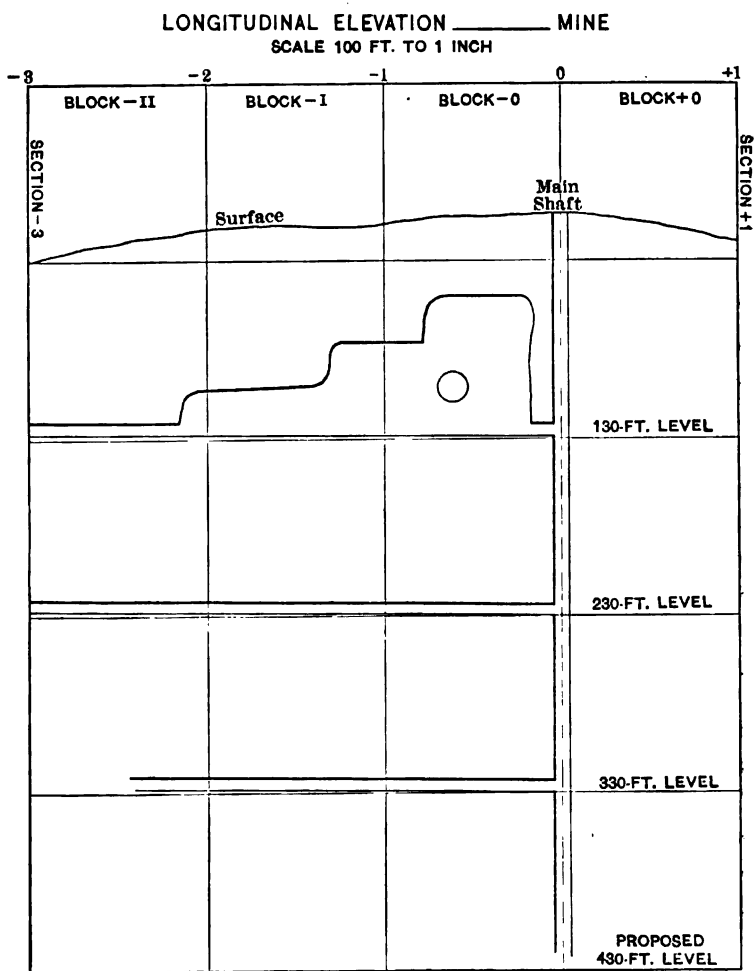 LONGITUDINAL ELEVATION ________ MINE
SCALE 100 FT. TO 1 INCH
-3 -2 -1 0 +1
BLOCK-II BLOCK-I BLOCK-0 BLOCK+0
SECTION-3
SECTION+1
Main
Shaft
Surface
130-FT. LEVEL
230-FT. LEVEL
330-FT. LEVEL
PROPOSED
430-FT. LEVEL